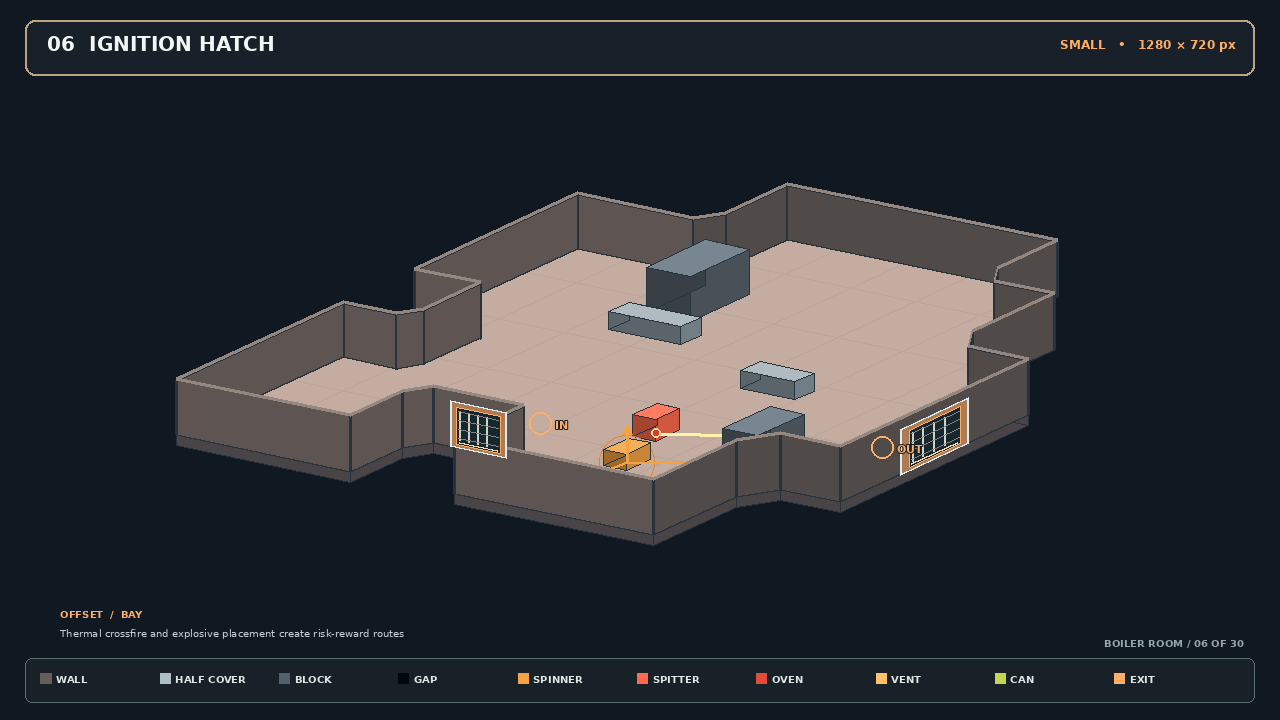 06 IGNITION HATCH
SMALL • 1280 × 720 px
IN
OUT
OFFSET / BAY
Thermal crossfire and explosive placement create risk-reward routes
BOILER ROOM / 06 OF 30
WALL HALF COVER BLOCK GAP SPINNER SPITTER OVEN VENT CAN EXIT